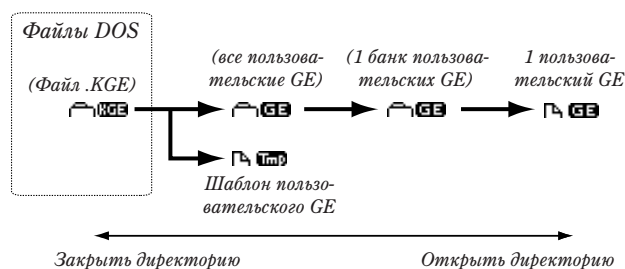 Файлы DOS
(Файл .KGE)
KGE
(все пользова-
тельские GE)
GE
(1 банк пользова-
тельских GE)
GE
1 пользова-
тельский GE
GE
Tmp
Шаблон пользо-
вательского GE
Закрыть директорию
Открыть директорию